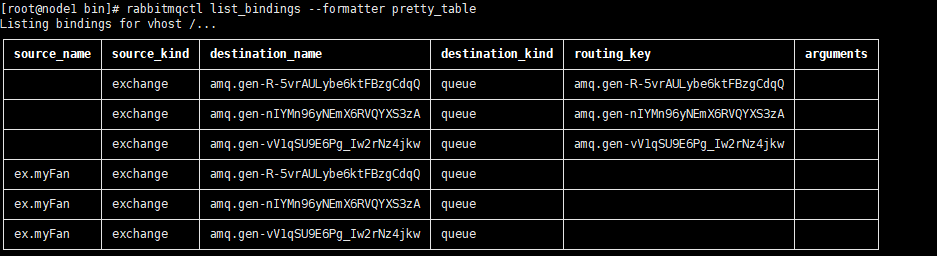 [root@node1 bin]# rabbitmqctl list_bindings --formatter pretty_table
Listing bindings for vhost /...
source_name source_kind destination_name destination_kind routing_key arguments
exchange amq.gen-R-5vrAULybe6ktFBzgCdqQ queue amq.gen-R-5vrAULybe6ktFBzgCdqQ
exchange amq.gen-nIYMn96yNEmX6RVQYXS3zA queue amq.gen-nIYMn96yNEmX6RVQYXS3zA
exchange amq.gen-vV1qSU9E6Pg_Iw2rNz4jkw queue amq.gen-vV1qSU9E6Pg_Iw2rNz4jkw
ex.myFan exchange amq.gen-R-5vrAULybe6ktFBzgCdqQ queue
ex.myFan exchange amq.gen-nIYMn96yNEmX6RVQYXS3zA queue
ex.myFan exchange amq.gen-vV1qSU9E6Pg_Iw2rNz4jkw queue